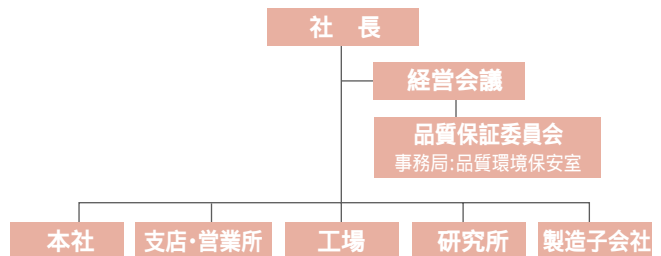 社　長
経営会議
品質保証委員会
事務局:品質環境保安室
本社
支店・営業所
工場
研究所
製造子会社